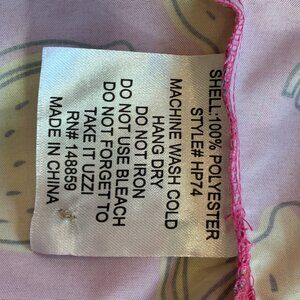 SHELL:100% POLYESTER
STYLE# HP74
MACHINE WASH COLD
HANG DRY
DO NOT IRON
DO NOT USE BLEACH
DO NOT FORGET TO
TAKE IT UZZI
RN# 148859
MADE IN CHINA